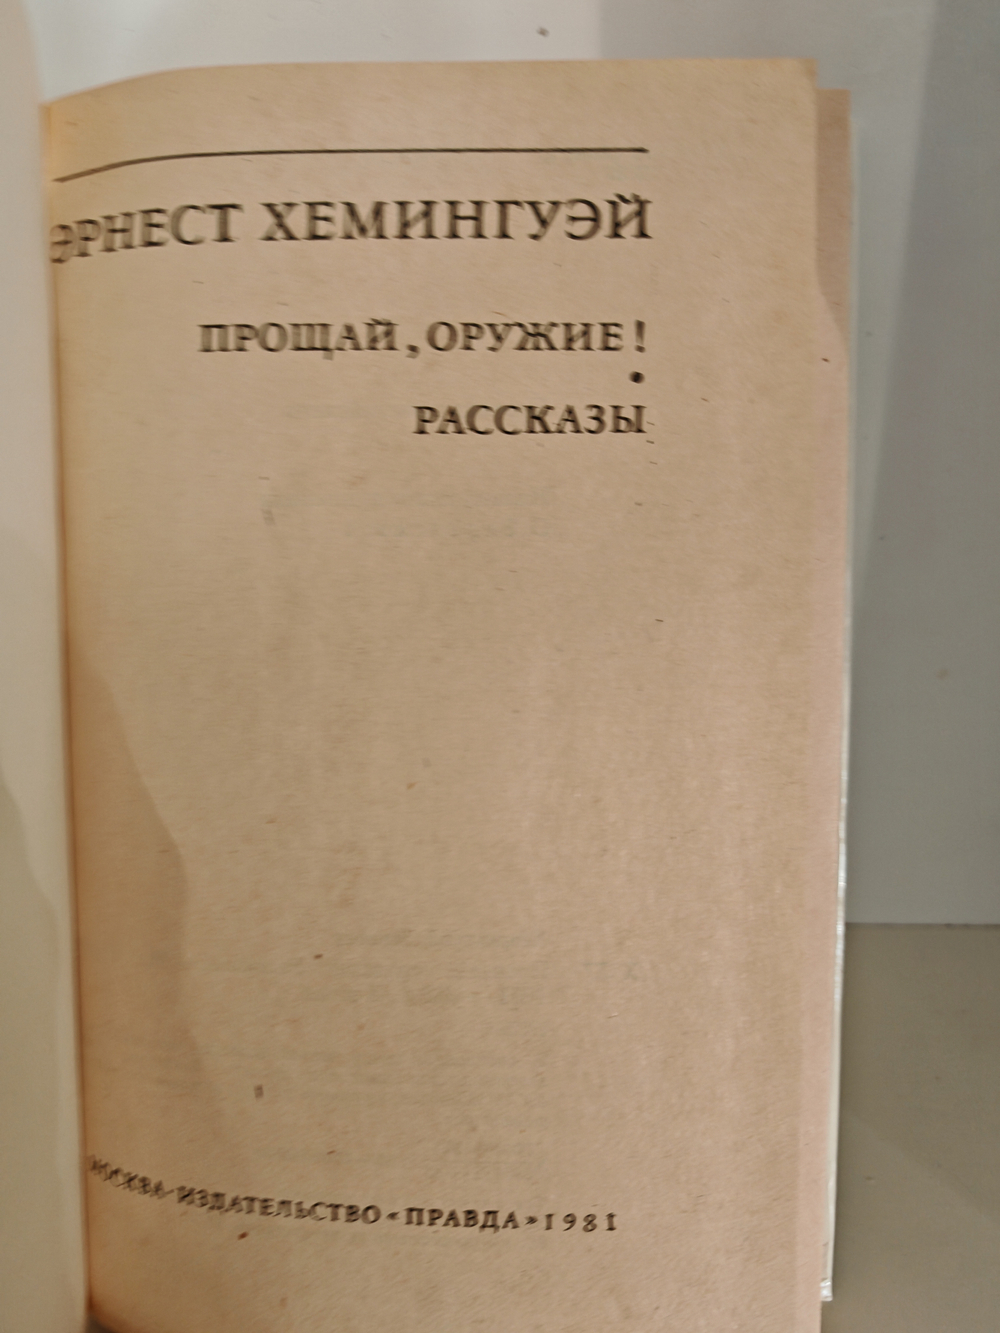 ЭРНЕСТ ХЕМИНГУЭЙ
ПРОЩАЙ, ОРУЖИЕ!
•
РАССКАЗЫ
МОСКВА·ИЗДАТЕЛЬСТВО «ПРАВДА» 1981